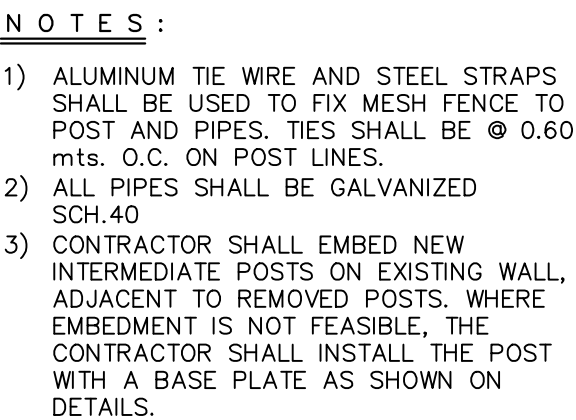 NOTES:
1) ALUMINUM TIE WIRE AND STEEL STRAPS
SHALL BE USED TO FIX MESH FENCE TO
POST AND PIPES. TIES SHALL BE @ 0.60
mts. O.C. ON POST LINES.
2) ALL PIPES SHALL BE GALVANIZED
SCH.40
3) CONTRACTOR SHALL EMBED NEW
INTERMEDIATE POSTS ON EXISTING WALL,
ADJACENT TO REMOVED POSTS. WHERE
EMBEDMENT IS NOT FEASIBLE, THE
CONTRACTOR SHALL INSTALL THE POST
WITH A BASE PLATE AS SHOWN ON
DETAILS.